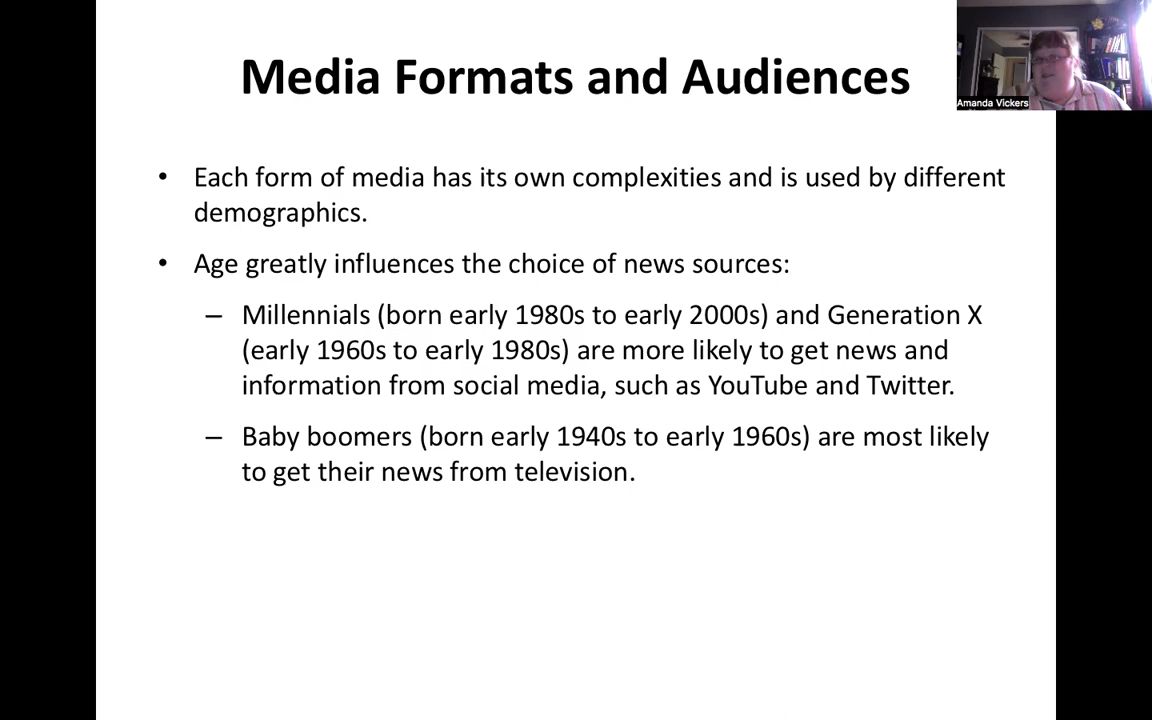 Media Formats and Audiences
Amanda Vickers
• Each form of media has its own complexities and is used by different
demographics.
• Age greatly influences the choice of news sources:
– Millennials (born early 1980s to early 2000s) and Generation X
(early 1960s to early 1980s) are more likely to get news and
information from social media, such as YouTube and Twitter.
– Baby boomers (born early 1940s to early 1960s) are most likely
to get their news from television.